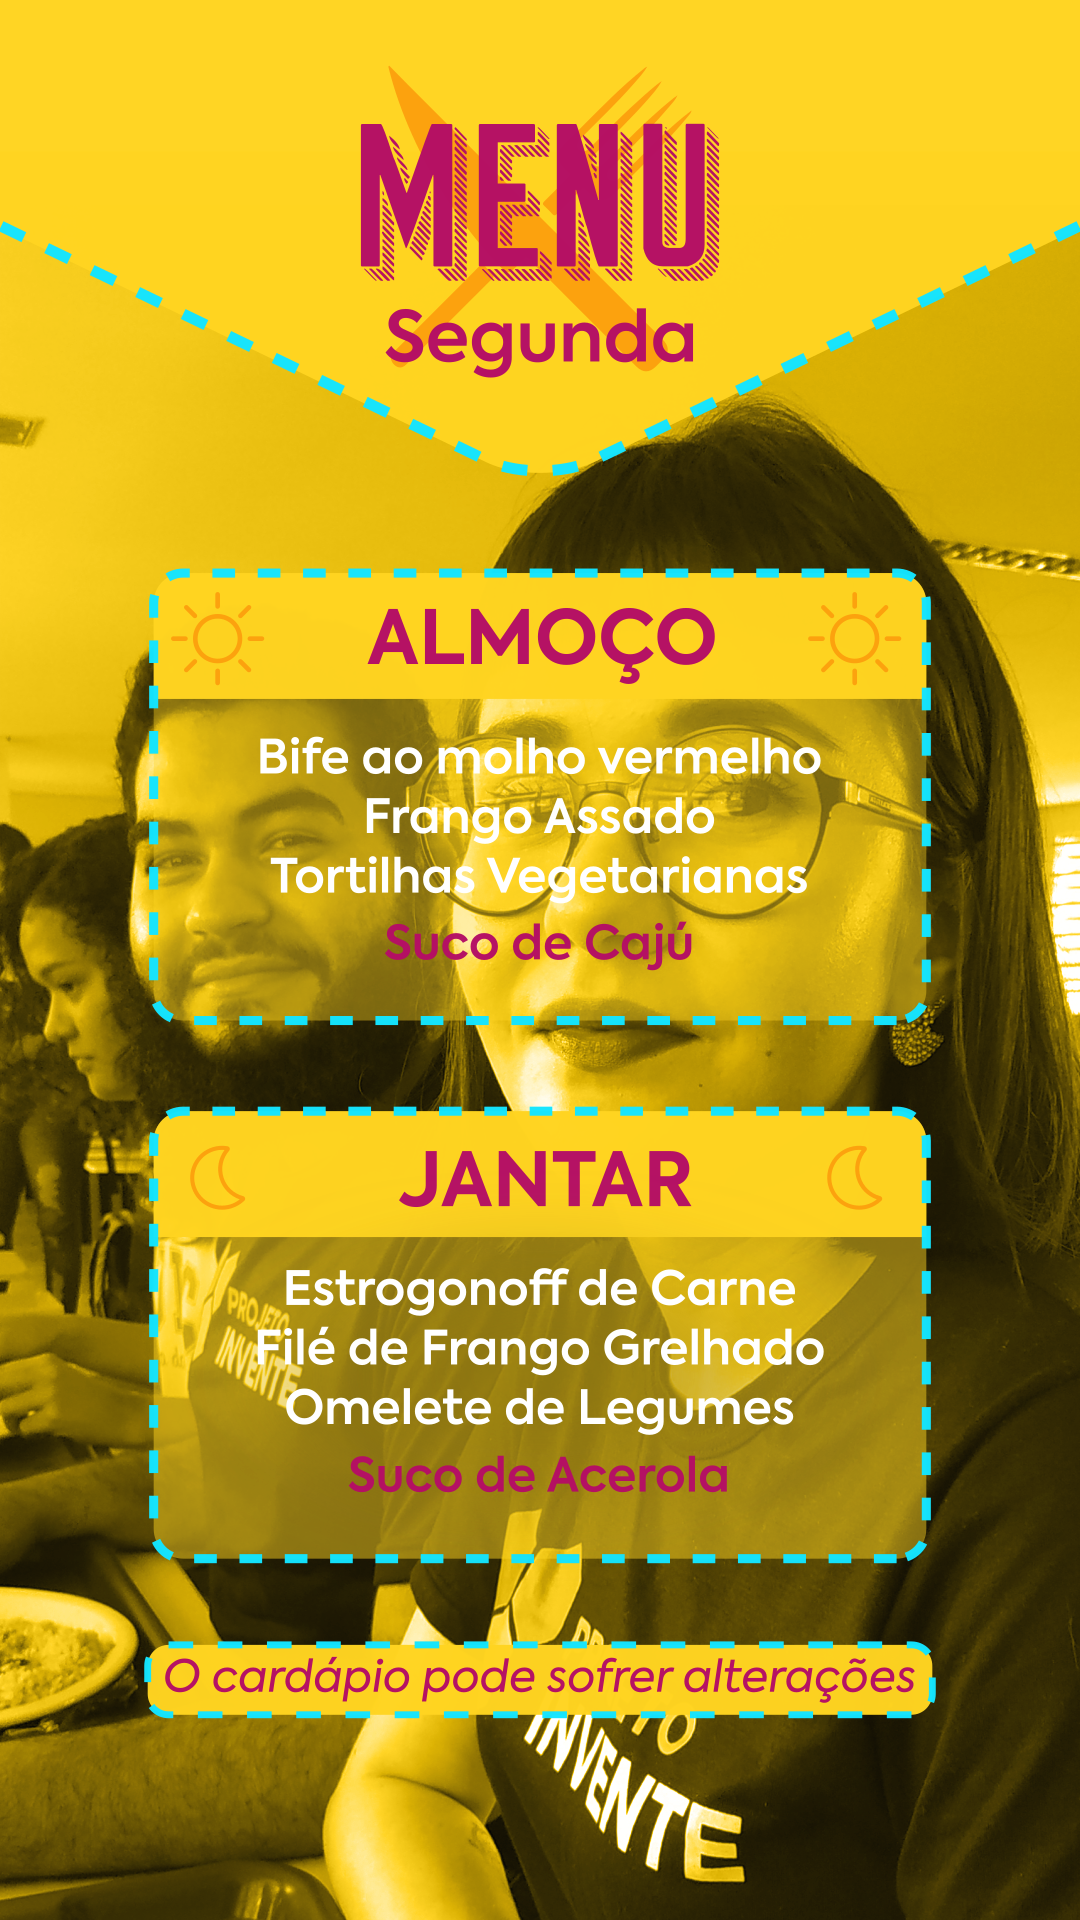 MENU
Segunda
ALMOÇO
Bife ao molho vermelho
Frango Assado
Tortilhas Vegetarianas
Suco de Cajú
JANTAR
Estrogonoff de Carne
PROJETO
INVENTE
Filé de Frango Grelhado
Omelete de Legumes
Suco de Acerola
O cardápio pode sofrer alterações
INVENTE